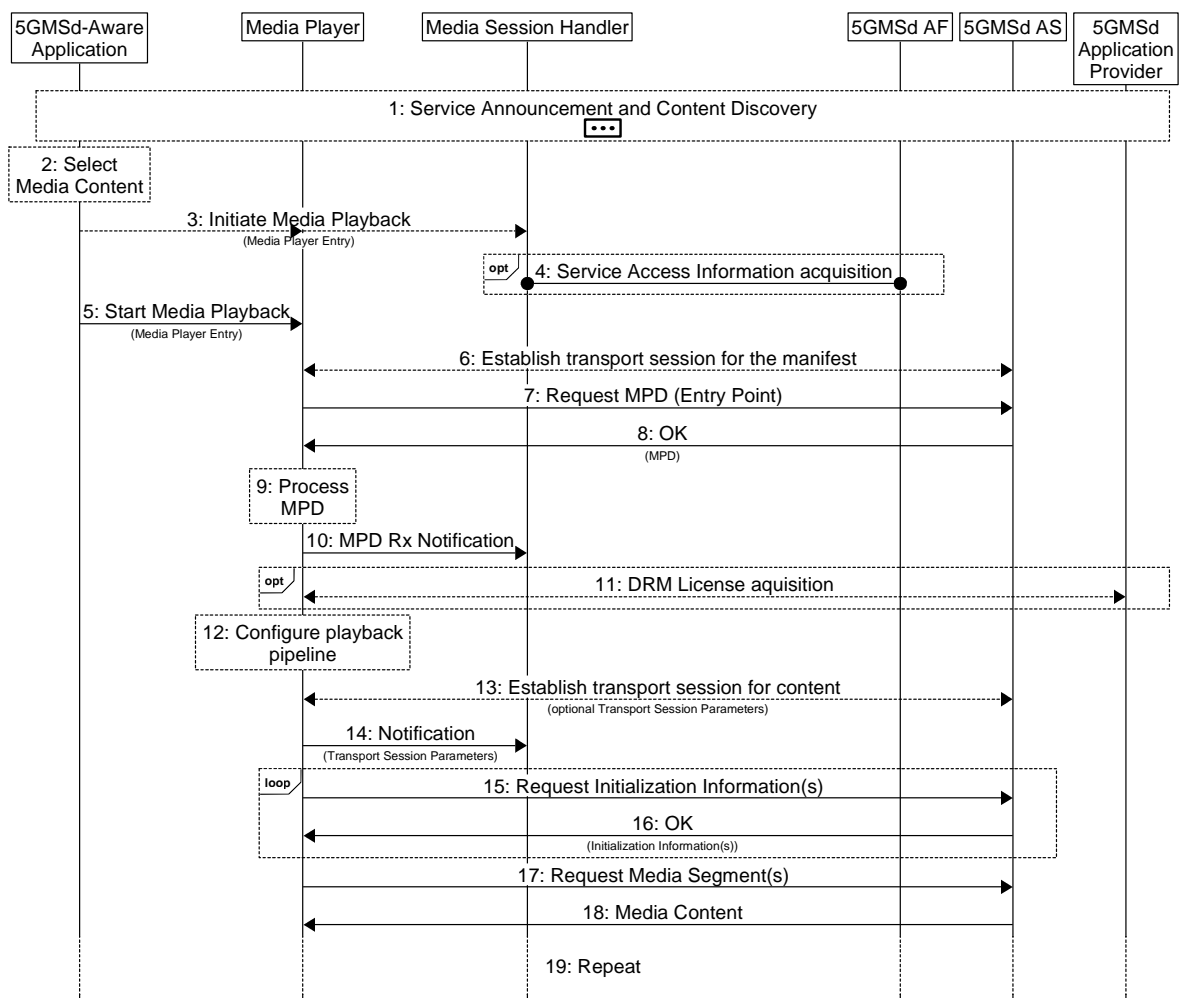 5GMSd-Aware
Application
Media Player
Media Session Handler
5GMSd AF
5GMSd AS
5GMSd
Application
Provider
1: Service Announcement and Content Discovery
2: Select
Media Content
3: Initiate Media Playback
(Media Player Entry)
opt
4: Service Access Information acquisition
5: Start Media Playback
(Media Player Entry)
6: Establish transport session for the manifest
7: Request MPD (Entry Point)
8: OK
(MPD)
9: Process
MPD
10: MPD Rx Notification
opt
11: DRM License aquisition
12: Configure playback
pipeline
13: Establish transport session for content
(optional Transport Session Parameters)
14: Notification
(Transport Session Parameters)
loop
15: Request Initialization Information(s)
16: OK
(Initialization Information(s))
17: Request Media Segment(s)
18: Media Content
19: Repeat